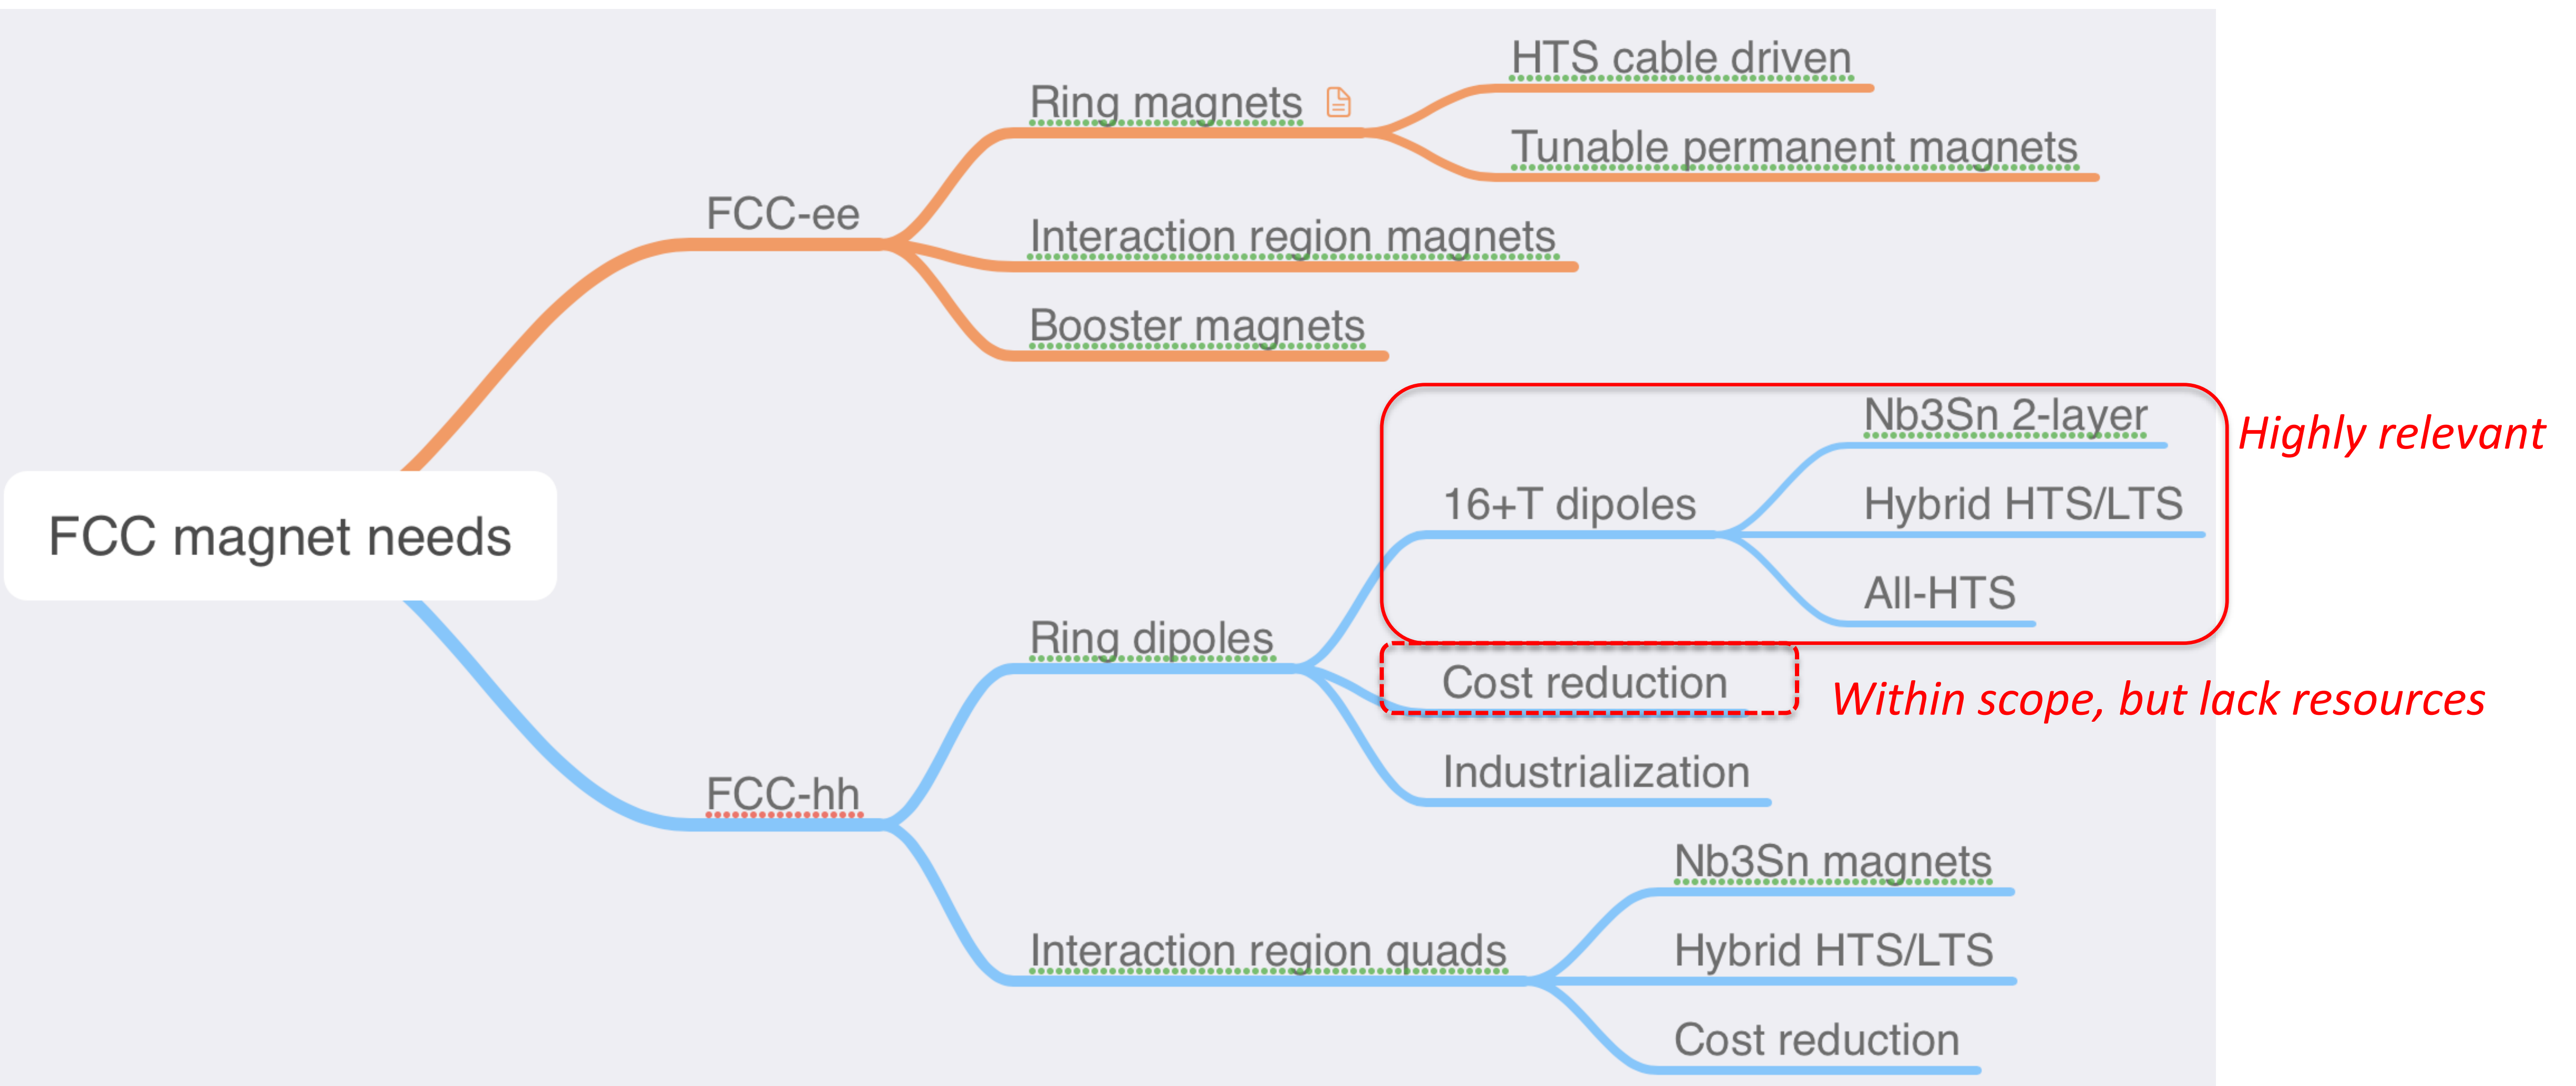 HTS cable driven
Ring magnets
Tunable permanent magnets
FCC-ee
Interaction region magnets
Booster magnets
Nb3Sn 2-layer
Highly relevant
16+T dipoles
Hybrid HTS/LTS
FCC magnet needs
All-HTS
Ring dipoles
Cost reduction
Within scope, but lack resources
Industrialization
FCC-hh
Nb3Sn magnets
Interaction region quads
Hybrid HTS/LTS
Cost reduction